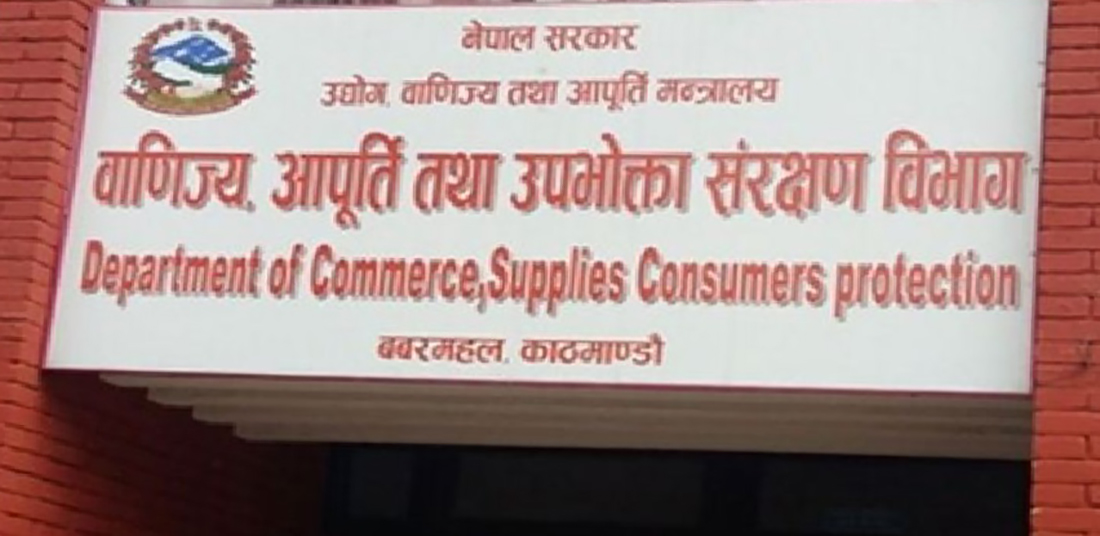 नेपाल सरकार
उद्योग, वाणिज्य तथा आपूर्ति मन्त्रालय
वाणिज्य, आपूर्ति तथा उपभोक्ता संरक्षण विभाग
Department of Commerce,Supplies Consumers protection
बबरमहल, काठमाण्डौ